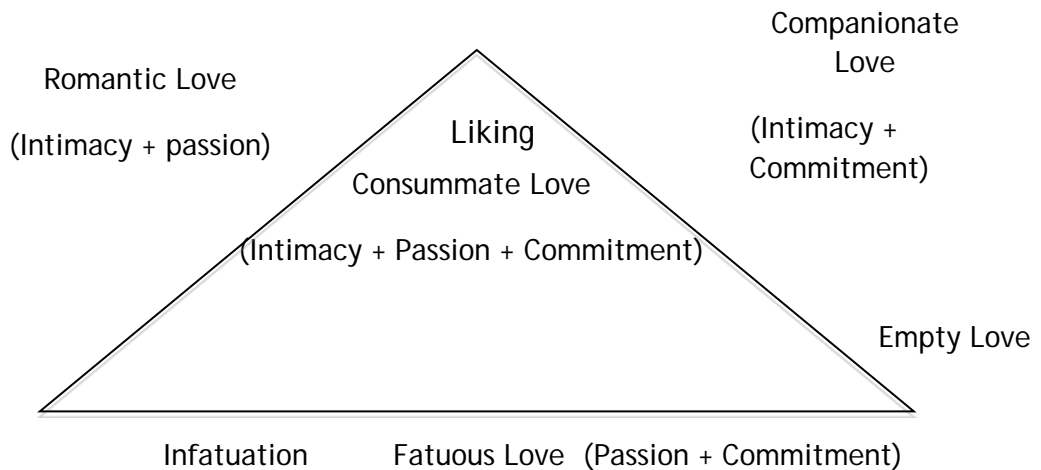 Romantic Love
(Intimacy + passion)
Companionate
Love
(Intimacy +
Commitment)
Liking
Consummate Love
(Intimacy + Passion + Commitment)
Empty Love
Infatuation
Fatuous Love (Passion + Commitment)